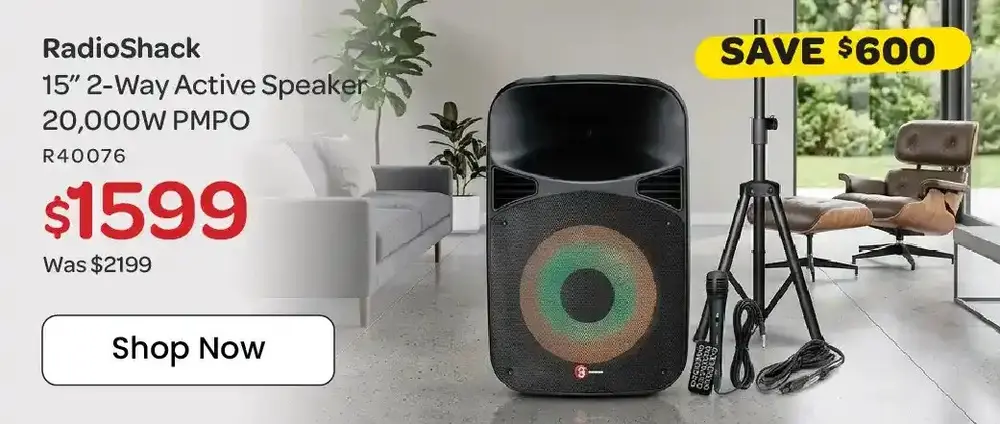 RadioShack
15” 2-Way Active Speaker
20,000W PMPO
R40076
$1599
Was $2199
Shop Now
SAVE $600